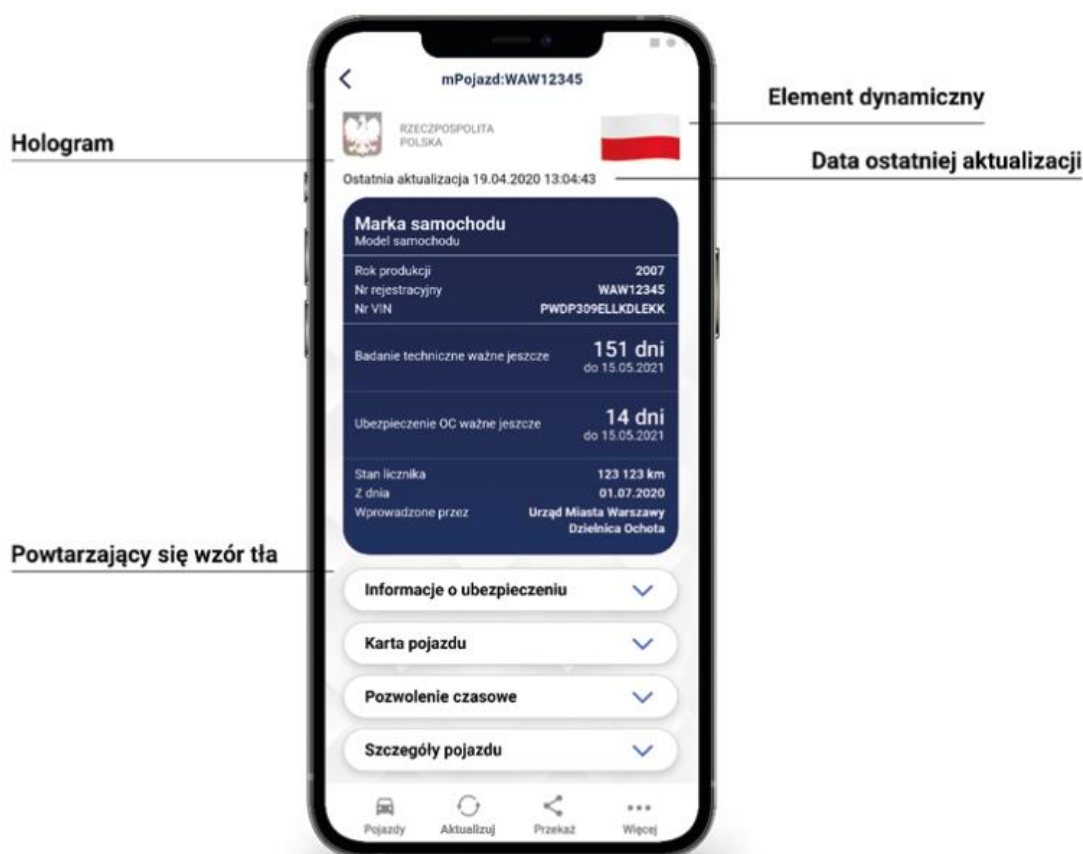 mPojazd:WAW12345
Element dynamiczny
Hologram
RZECZPOSPOLITA
POLSKA
Data ostatniej aktualizacji
Ostatnia aktualizacja 19.04.2020 13:04:43
Marka samochodu
Model samochodu
Rok produkcji 2007
Nr rejestracyjny WAW12345
Nr VIN PWDP309ELLKDLEKK
Badanie techniczne ważne jeszcze 151 dni
do 15.05.2021
Ubezpieczenie OC ważne jeszcze 14 dni
do 15.05.2021
Stan licznika 123 123 km
Z dnia 01.07.2020
Wprowadzone przez Urząd Miasta Warszawy
Dzielnica Ochota
Powtarzający się wzór tła
Informacje o ubezpieczeniu
Karta pojazdu
Pozwolenie czasowe
Szczegóły pojazdu
Pojazdy Aktualizuj Przekaż Więcej